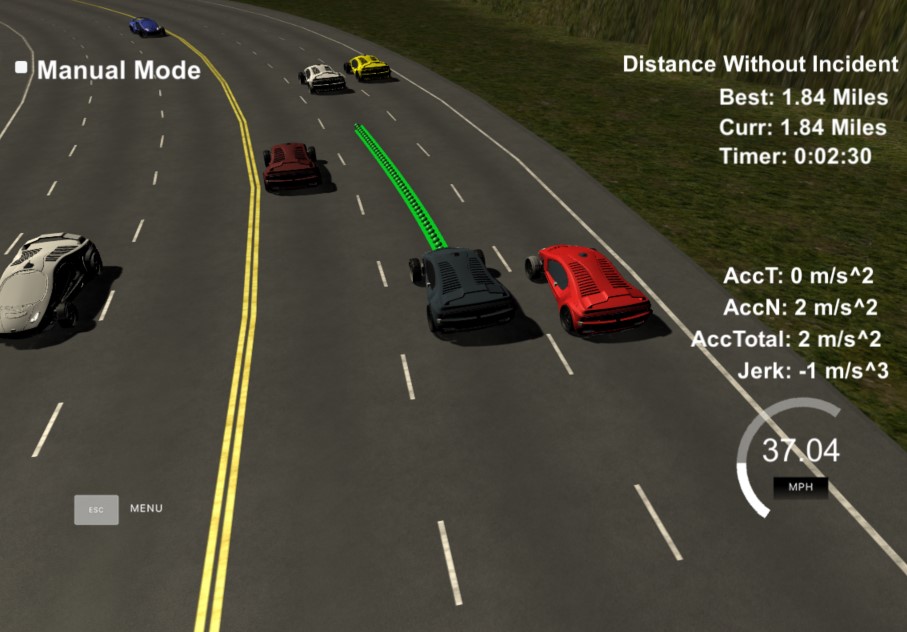 Manual Mode
Distance Without Incident
Best: 1.84 Miles
Curr: 1.84 Miles
Timer: 0:02:30
AccT: 0 m/s^2
AccN: 2 m/s^2
AccTotal: 2 m/s^2
Jerk: -1 m/s^3
37.04
MPH
ESC MENU